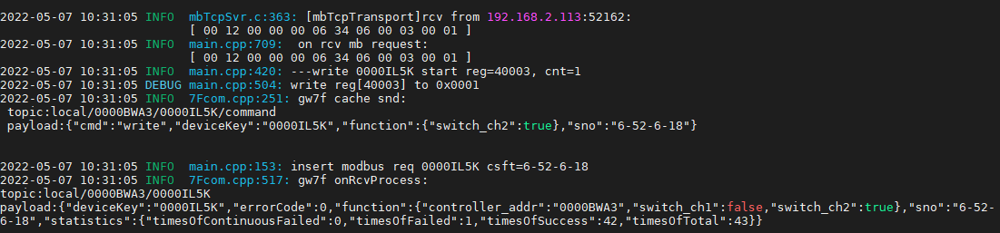 2022-05-07 10:31:05 INFO  mbTcpSvr.c:363: [mbTcpTransport]rcv from 192.168.2.113:52162:
[ 00 12 00 00 00 06 34 06 00 03 00 01 ]
2022-05-07 10:31:05 INFO  main.cpp:709:  on rcv mb request:
[ 00 12 00 00 00 06 34 06 00 03 00 01 ]
2022-05-07 10:31:05 INFO  main.cpp:420: ---write 0000IL5K start reg=40003, cnt=1
2022-05-07 10:31:05 DEBUG main.cpp:504: write reg[40003] to 0x0001
2022-05-07 10:31:05 INFO  7Fcom.cpp:251: gw7f cache snd:
topic:local/0000BWA3/0000IL5K/command
payload:{"cmd":"write","deviceKey":"0000IL5K","function":{"switch_ch2":true},"sno":"6-52-6-18"}
2022-05-07 10:31:05 INFO  main.cpp:153: insert modbus req 0000IL5K csft=6-52-6-18
2022-05-07 10:31:05 INFO  7Fcom.cpp:517: gw7f onRcvProcess:
topic:local/0000BWA3/0000IL5K
payload:{"deviceKey":"0000IL5K","errorCode":0,"function":{"controller_addr":"0000BWA3","switch_ch1":false,"switch_ch2":true},"sno":"6-52-
6-18","statistics":{"timesOfContinuousFailed":0,"timesOfFailed":1,"timesOfSuccess":42,"timesOfTotal":43}}